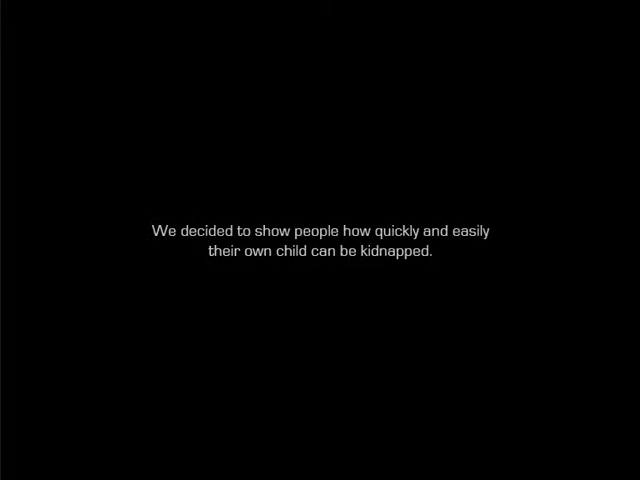 We decided to show people how quickly and easily
their own child can be kidnapped.